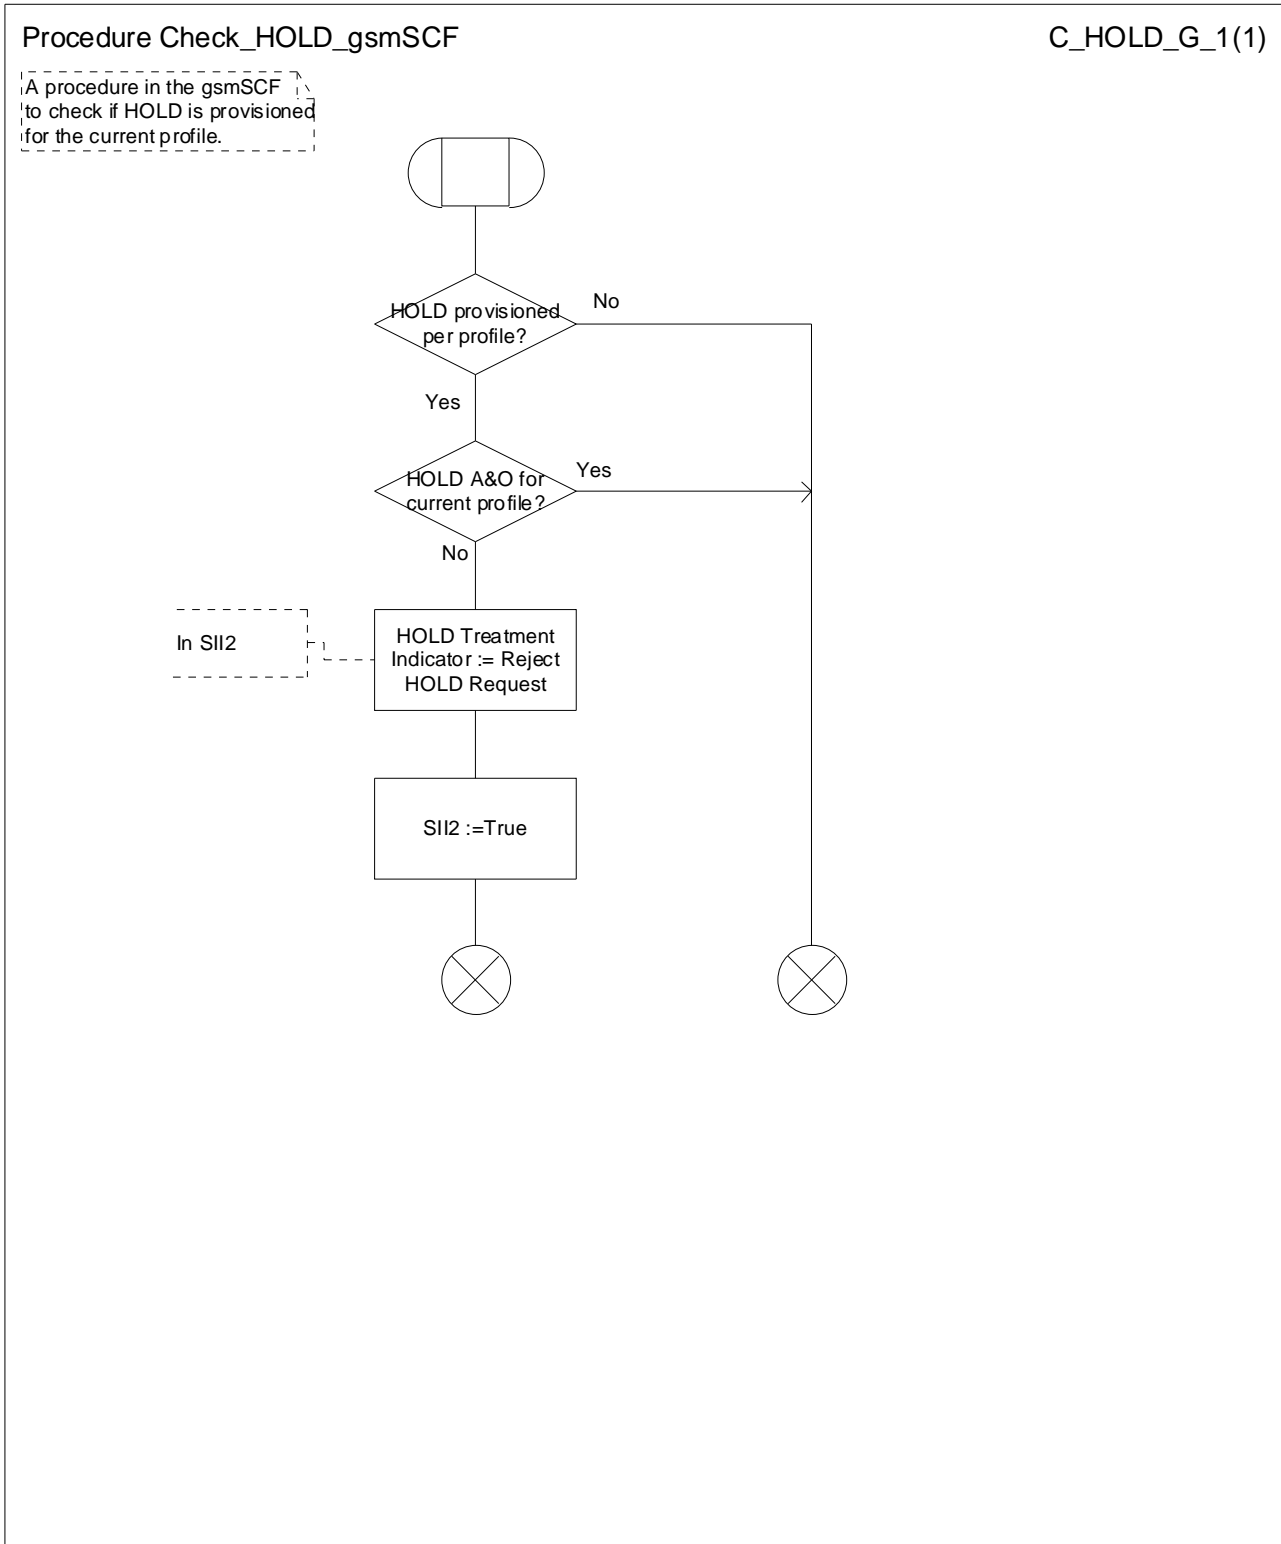 Procedure Check_HOLD_gsmSCF
C_HOLD_G_1(1)
A procedure in the gsmSCF
to check if HOLD is provisioned
for the current profile.
HOLD provisioned
per profile?
No
Yes
HOLD A&O for
current profile?
Yes
No
In SII2
HOLD Treatment
Indicator := Reject
HOLD Request
SII2 :=True